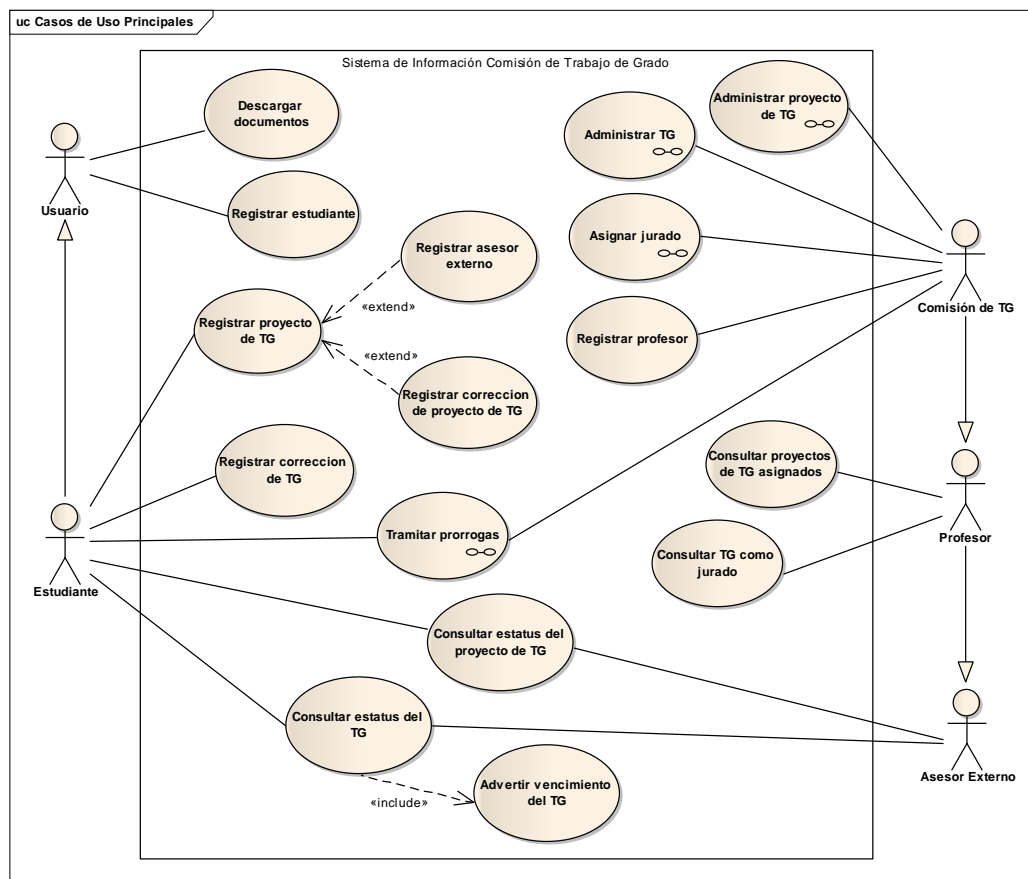 uc Casos de Uso Principales
Sistema de Información Comisión de Trabajo de Grado
Descargar
documentos
Administrar proyecto
de TG
Administrar TG
Usuario
Registrar estudiante
Asignar jurado
Registrar asesor
externo
«extend»
Comisión de TG
Registrar proyecto
de TG
Registrar profesor
«extend»
Registrar correccion
de proyecto de TG
Registrar correccion
de TG
Consultar proyectos
de TG asignados
Profesor
Tramitar prorrogas
Consultar TG como
jurado
Estudiante
Consultar estatus del
proyecto de TG
Consultar estatus del
TG
Asesor Externo
Advertir vencimiento
del TG
«include»